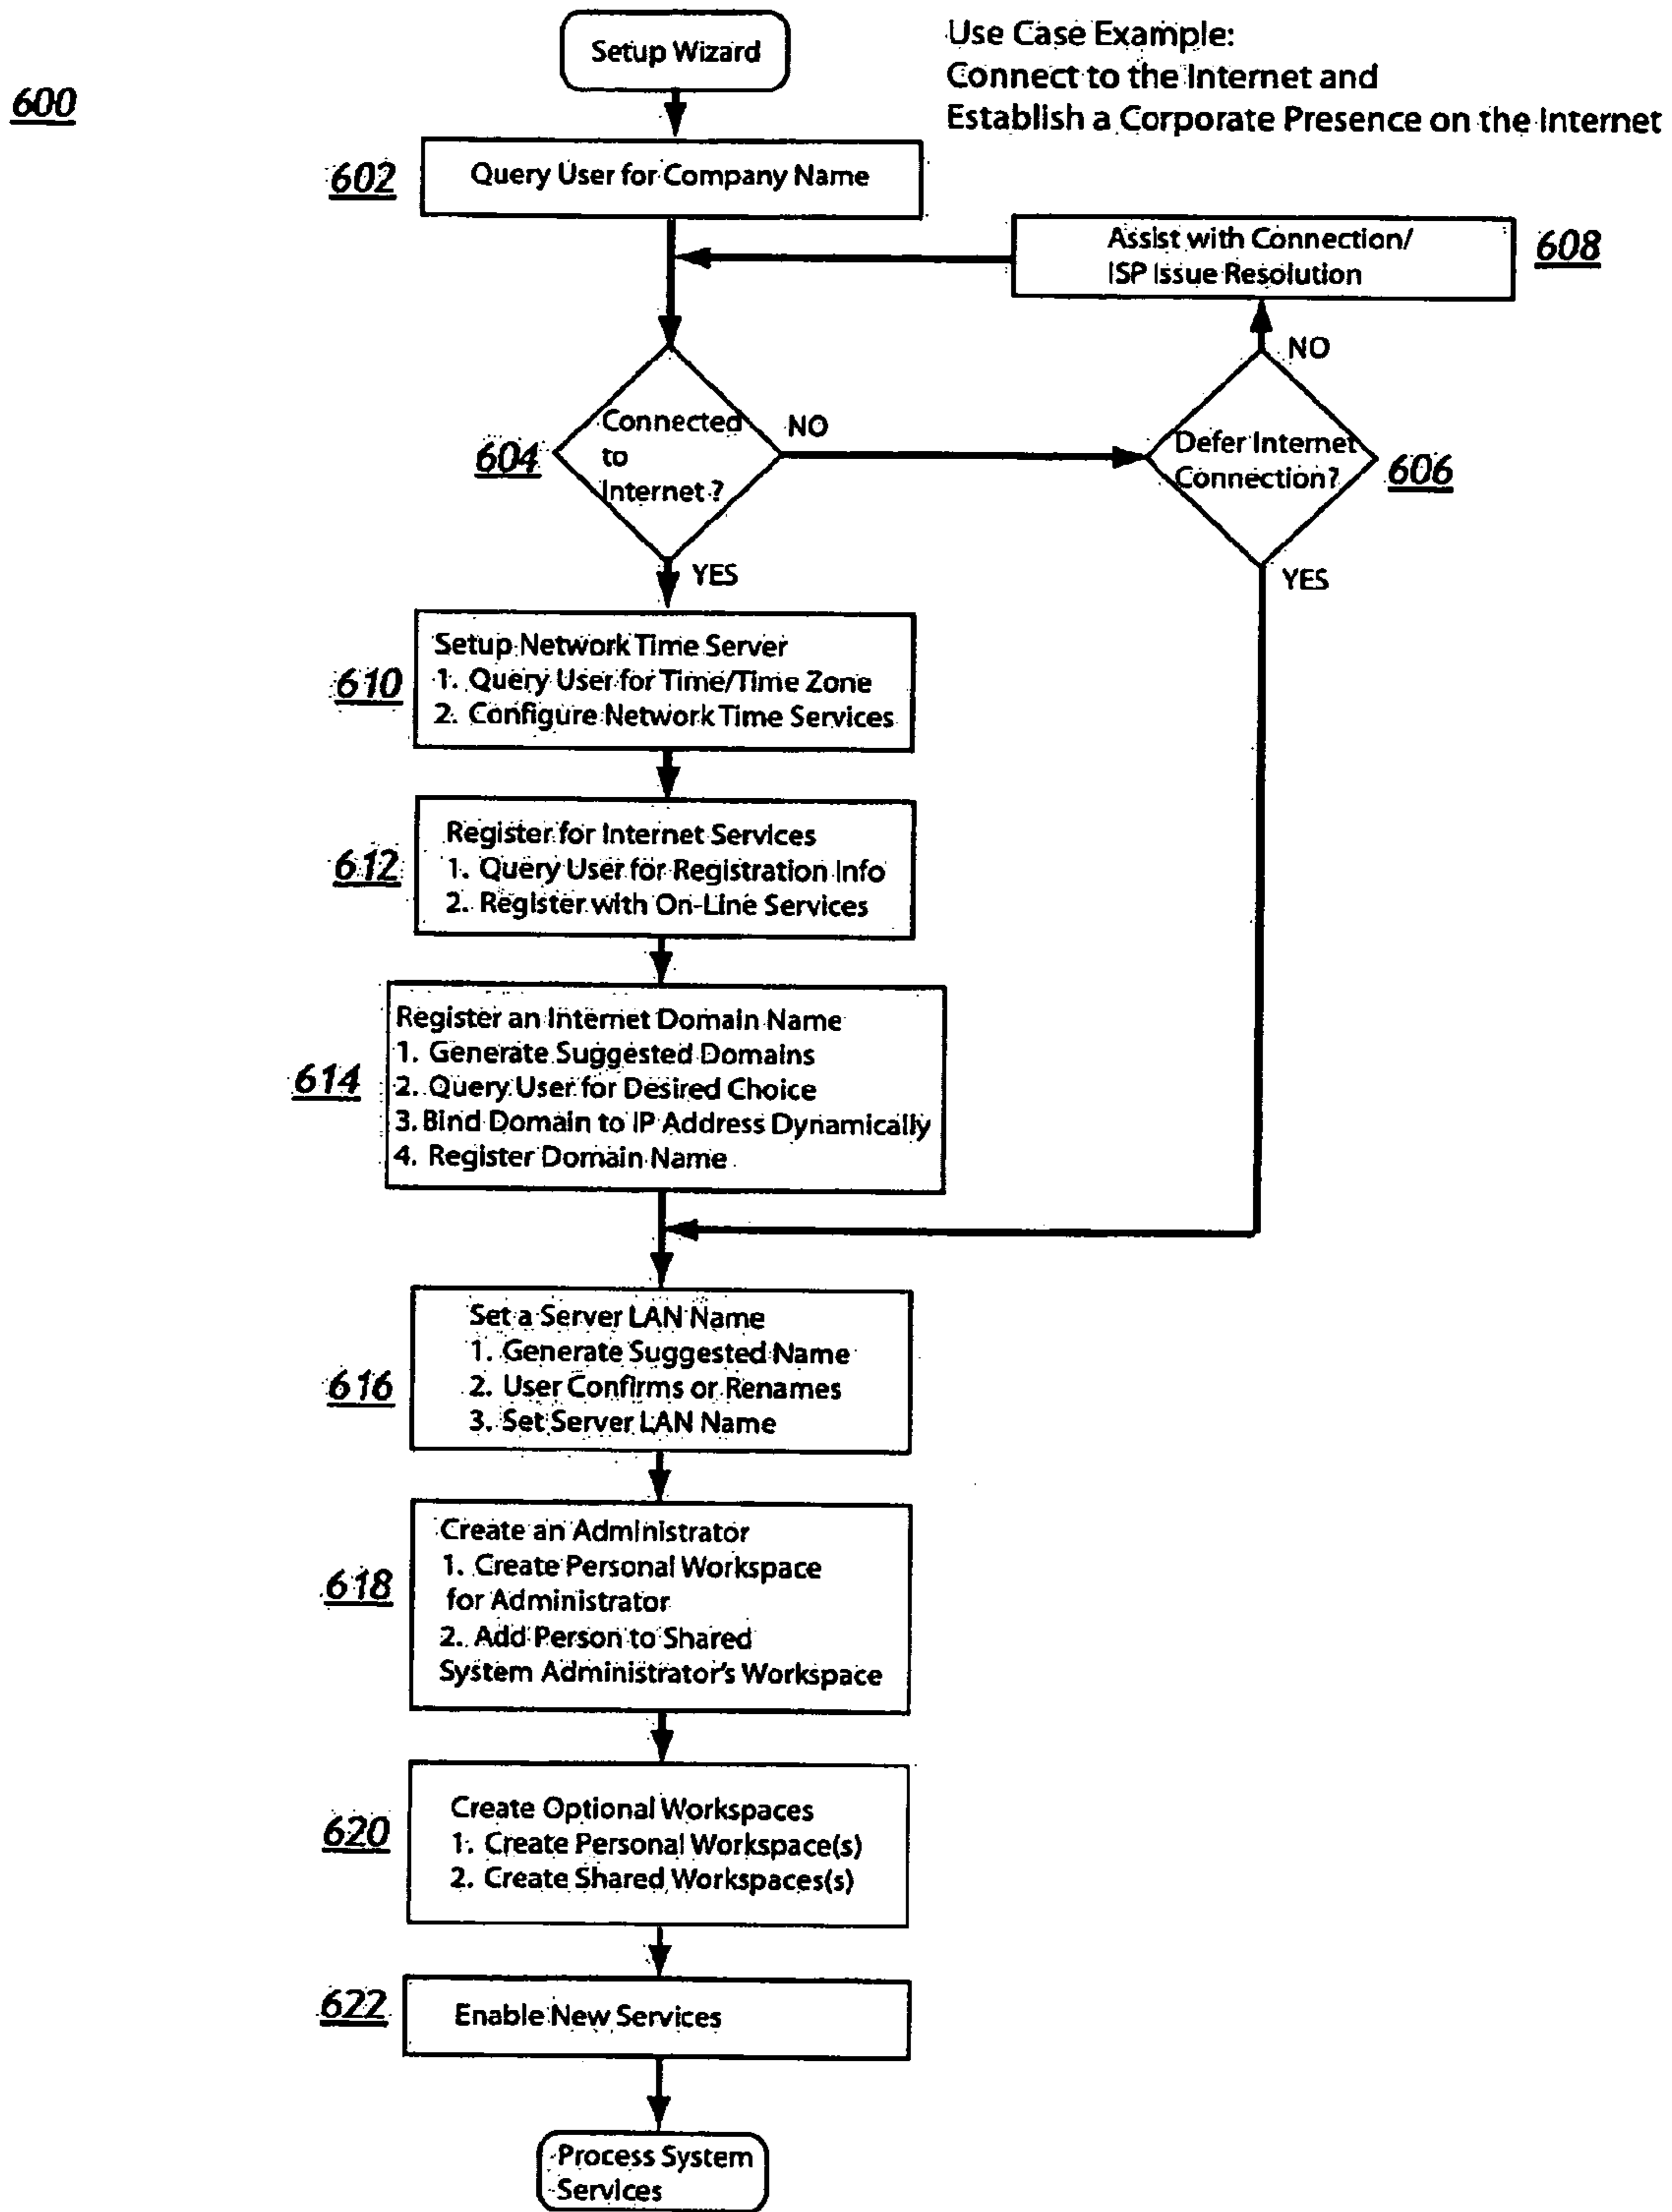 Setup Wizard
Use Case Example:
Connect to the Internet and
Establish a Corporate Presence on the Internet
600
602
Query User for Company Name
Assist with Connection/
ISP Issue Resolution
608
NO
604
Connected
to
Internet ?
NO
Defer Internet
Connection?
606
YES
YES
610
Setup Network Time Server
1. Query User for Time/Time Zone
2. Configure Network Time Services
612
Register for Internet Services
1. Query User for Registration Info
2. Register with On-Line Services
614
Register an Internet Domain Name
1. Generate Suggested Domains
2. Query User for Desired Choice
3. Bind Domain to IP Address Dynamically
4. Register Domain Name
616
Set a Server LAN Name
1. Generate Suggested Name
2. User Confirms or Renames
3. Set Server LAN Name
618
Create an Administrator
1. Create Personal Workspace
for Administrator
2. Add Person to Shared
System Administrator's Workspace
620
Create Optional Workspaces
1. Create Personal Workspace(s)
2. Create Shared Workspaces(s)
622
Enable New Services
Process System
Services